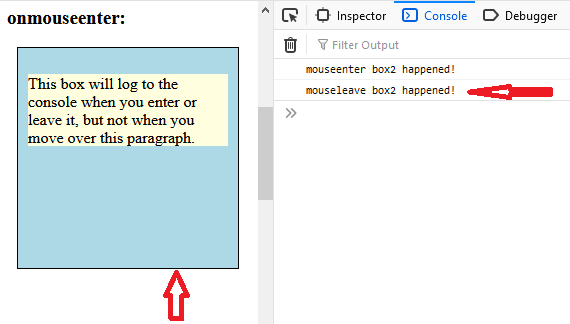 onmouseenter:
This box will log to the
console when you enter or
leave it, but not when you
move over this paragraph.
Inspector Console Debugger
Filter Output
mouseenter box2 happened!
mouseleave box2 happened!